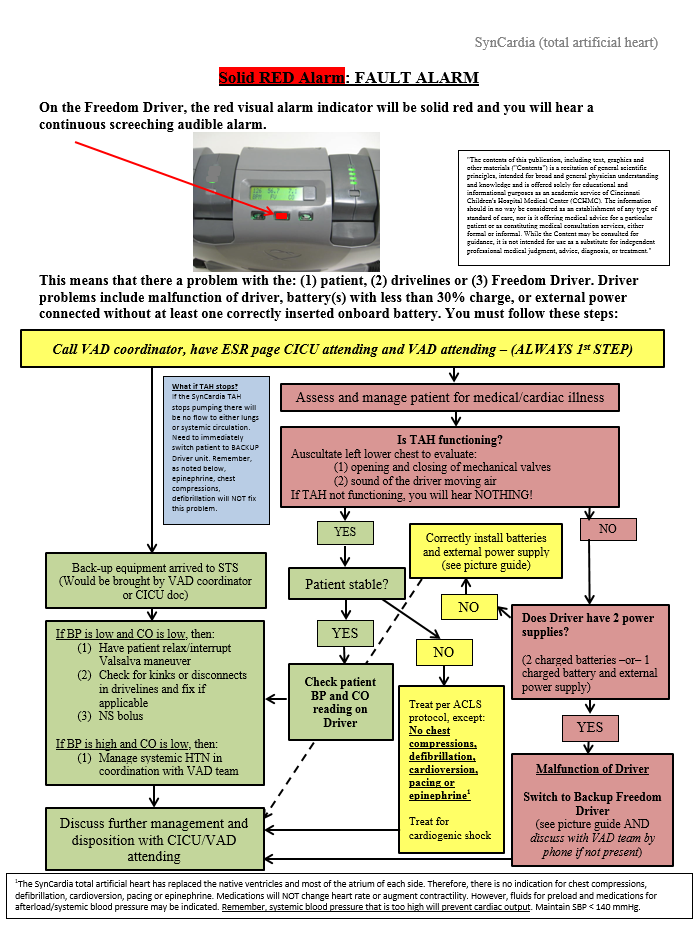 SynCardia (total artificial heart)
Solid RED Alarm: FAULT ALARM
On the Freedom Driver, the red visual alarm indicator will be solid red and you will hear a
continuous screeching audible alarm.
"The contents of this publication, including text, graphics and
other materials ("Contents") is a recitation of general scientific
principles, intended for broad and general physician understanding
and knowledge and is offered solely for educational and
informational purposes as an academic service of Cincinnati
Children's Hospital Medical Center (CCHMC). The information
should in no way be considered as an establishment of any type of
standard of care, nor is it offering medical advice for a particular
patient or as constituting medical consultation services, either
formal or informal. While the Content may be consulted for
guidance, it is not intended for use as a substitute for independent
professional medical judgment, advice, diagnosis, or treatment."
This means that there a problem with the: (1) patient, (2) drivelines or (3) Freedom Driver. Driver
problems include malfunction of driver, battery(s) with less than 30% charge, or external power
connected without at least one correctly inserted onboard battery. You must follow these steps:
Call VAD coordinator, have ESR page CICU attending and VAD attending – (ALWAYS 1st STEP)
What if TAH stops?
If the SynCardia TAH
stops pumping there will
be no flow to either lungs
or systemic circulation.
Need to immediately
switch patient to BACKUP
Driver unit. Remember,
as noted below,
epinephrine, chest
compressions,
defibrillation will NOT fix
this problem.
Assess and manage patient for medical/cardiac illness
Is TAH functioning?
Auscultate left lower chest to evaluate:
(1) opening and closing of mechanical valves
(2) sound of the driver moving air
If TAH not functioning, you will hear NOTHING!
YES
NO
Correctly install batteries
and external power supply
(see picture guide)
Back-up equipment arrived to STS
(Would be brought by VAD coordinator
or CICU doc)
Patient stable?
NO
Does Driver have 2 power
supplies?
(2 charged batteries –or– 1
charged battery and external
power supply)
YES
NO
If BP is low and CO is low, then:
(1) Have patient relax/interrupt
Valsalva maneuver
(2) Check for kinks or disconnects
in drivelines and fix if
applicable
(3) NS bolus
If BP is high and CO is low, then:
(1) Manage systemic HTN in
coordination with VAD team
Check patient
BP and CO
reading on
Driver
Treat per ACLS
protocol, except:
No chest
compressions,
defibrillation,
cardioversion,
pacing or
epinephrine1
Treat for
cardiogenic shock
YES
Malfunction of Driver
Switch to Backup Freedom
Driver
(see picture guide AND
discuss with VAD team by
phone if not present)
Discuss further management and
disposition with CICU/VAD
attending
1The SynCardia total artificial heart has replaced the native ventricles and most of the atrium of each side. Therefore, there is no indication for chest compressions,
defibrillation, cardioversion, pacing or epinephrine. Medications will NOT change heart rate or augment contractility. However, fluids for preload and medications for
afterload/systemic blood pressure may be indicated. Remember, systemic blood pressure that is too high will prevent cardiac output. Maintain SBP < 140 mmHg.